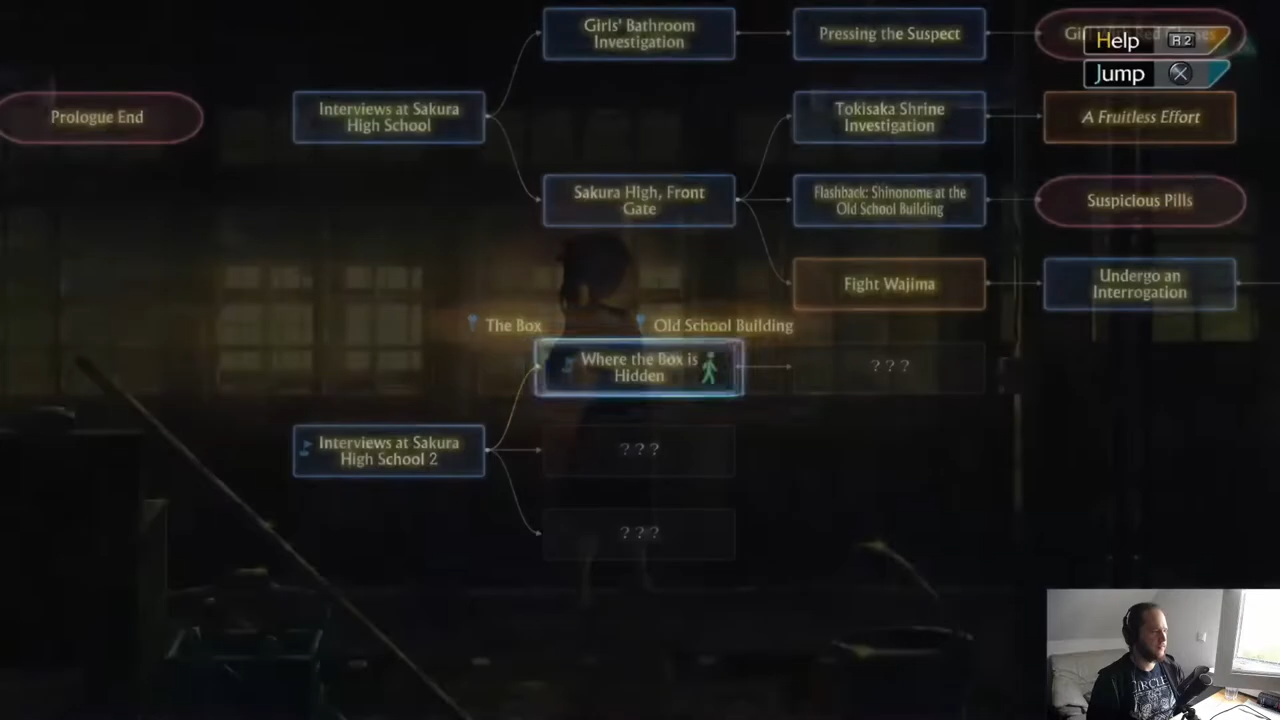 Girls' Bathroom
Investigation
Pressing the Suspect
Help
R2
Jump
Prologue End
Interviews at Sakura
High School
Tokisaka Shrine
Investigation
A Fruitless Effort
Sakura High, Front
Gate
Flashback: Shinonome at the
Old School Building
Suspicious Pills
Fight Wajima
Undergo an
Interrogation
The Box
Old School Building
Where the Box is
Hidden
? ? ?
Interviews at Sakura
High School 2
? ? ?
? ? ?
CIRCLE